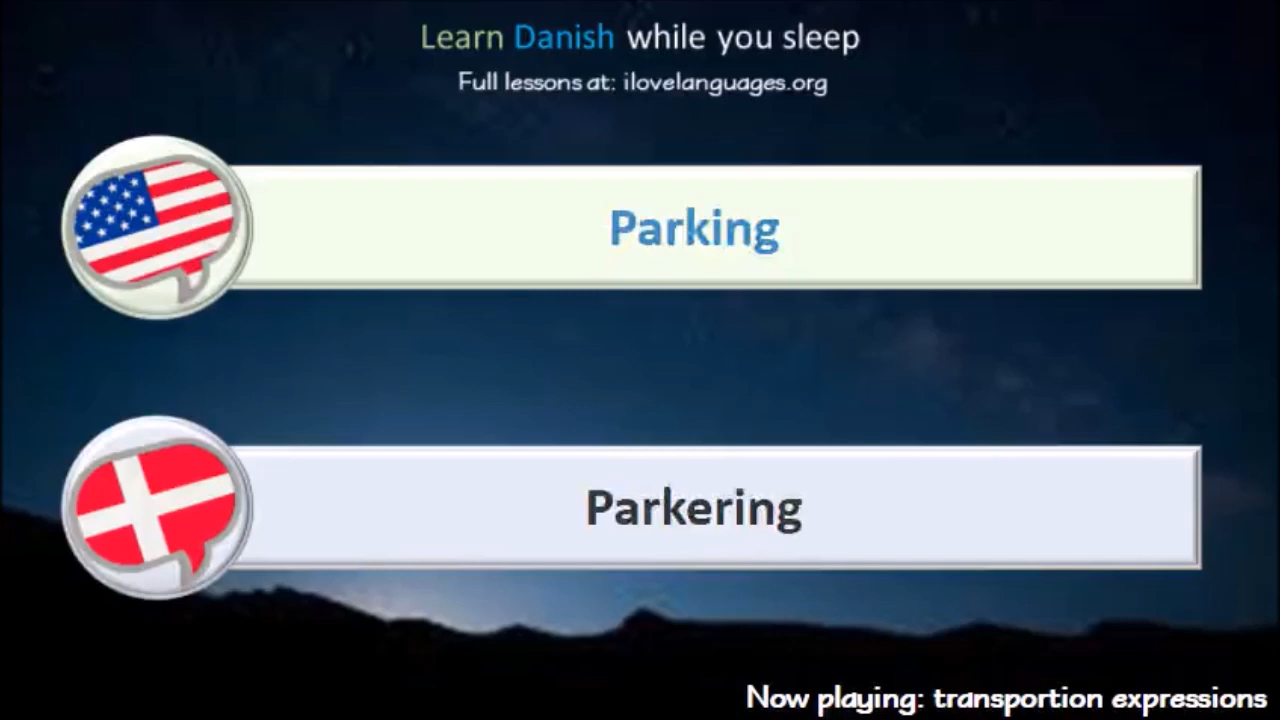 Learn Danish while you sleep
Full lessons at: ilovelanguages.org
Parking
Parkering
Now playing: transportion expressions